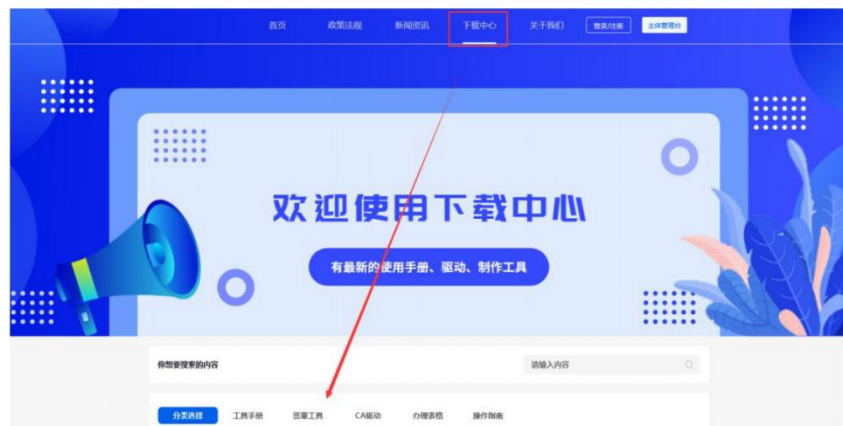 首页 政策法规 新闻资讯 下载中心 关于我们 登录/注册 主体管理台
欢迎使用下载中心
有最新的使用手册、驱动、制作工具
你想要搜索的内容 请输入内容
分类选择 工具手册 签章工具 CA驱动 办理表格 操作指南